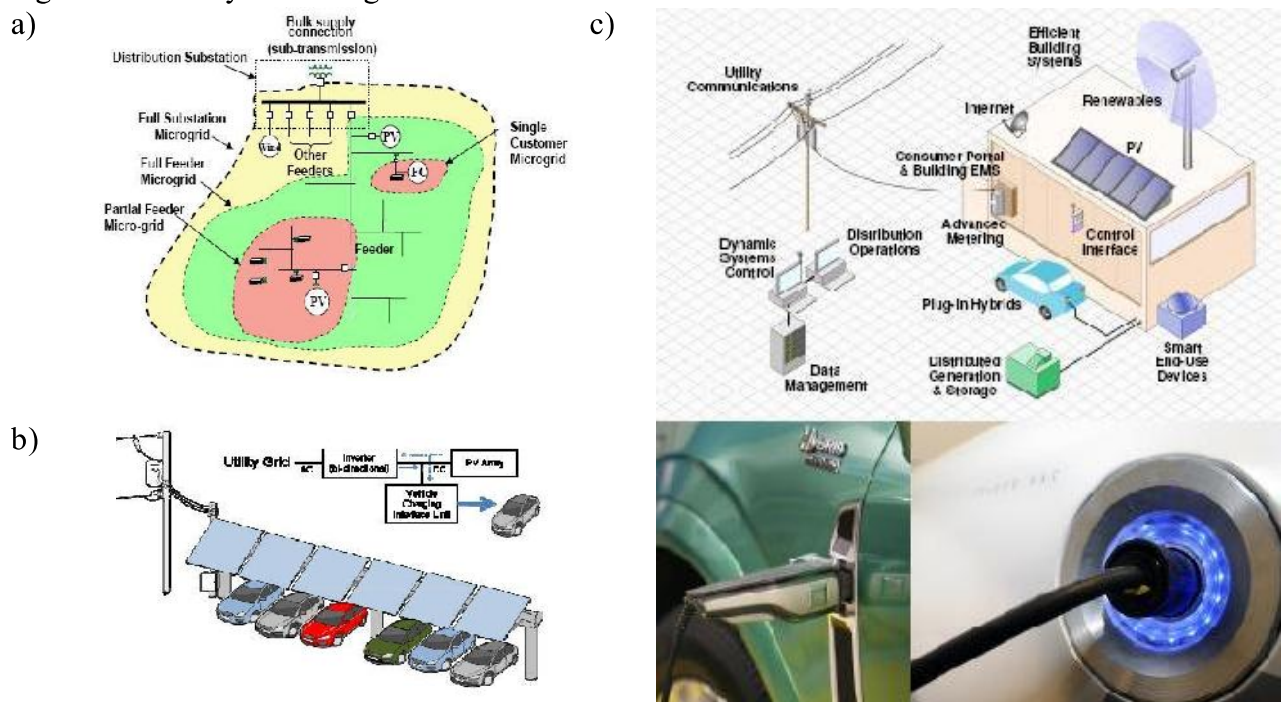 a)
Bulk supply
connection
(sub-transmission)
Distribution Substation
Full Substation
Microgrid
Full Feeder
Microgrid
Partial Feeder
Micro-grid
Wind
Other
Feeders
PV
FC
Single
Customer
Microgrid
Feeder
PV
b)
Utility Grid
AC
Inverter
(bi-directional)
DC
PV Array
Vehicle
Charging
Interface Unit
c)
Utility
Communications
Efficient
Building
Systems
Internet
Renewables
PV
Consumer Portal
& Building EMS
Advanced
Metering
Control
Interface
Dynamic
Systems
Control
Distribution
Operations
Plug-In Hybrids
Data
Management
Distributed
Generation
& Storage
Smart
End-Use
Devices